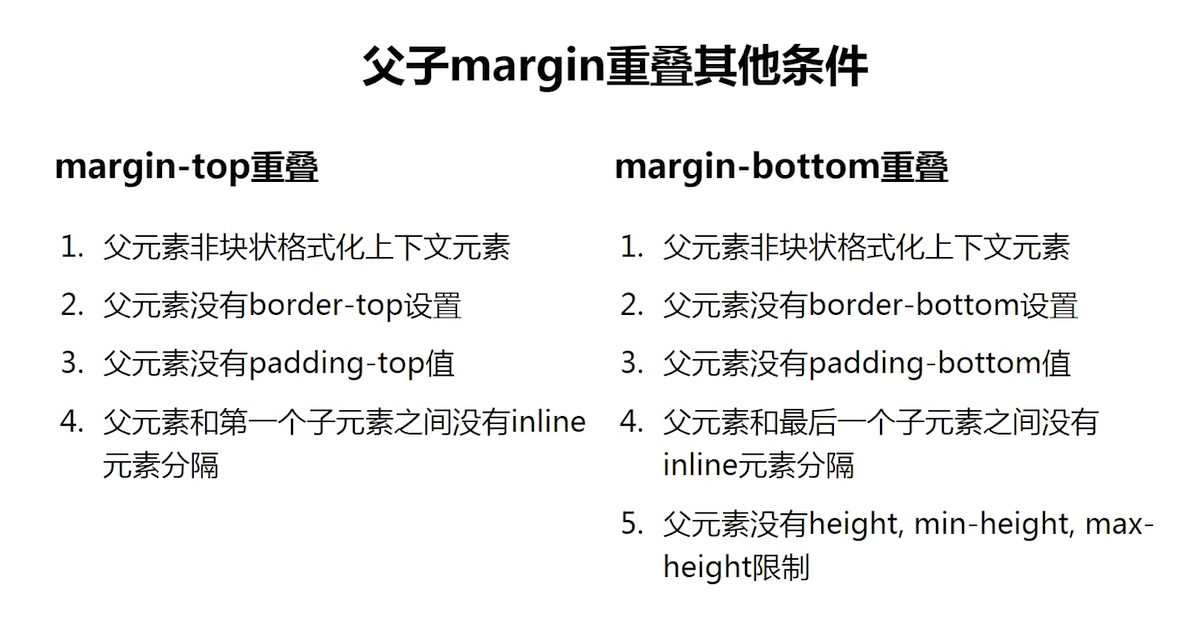 父子margin重叠其他条件
margin-top重叠
1. 父元素非块状格式化上下文元素
2. 父元素没有border-top设置
3. 父元素没有padding-top值
4. 父元素和第一个子元素之间没有inline
元素分隔
margin-bottom重叠
1. 父元素非块状格式化上下文元素
2. 父元素没有border-bottom设置
3. 父元素没有padding-bottom值
4. 父元素和最后一个子元素之间没有
inline元素分隔
5. 父元素没有height, min-height, max-
height限制